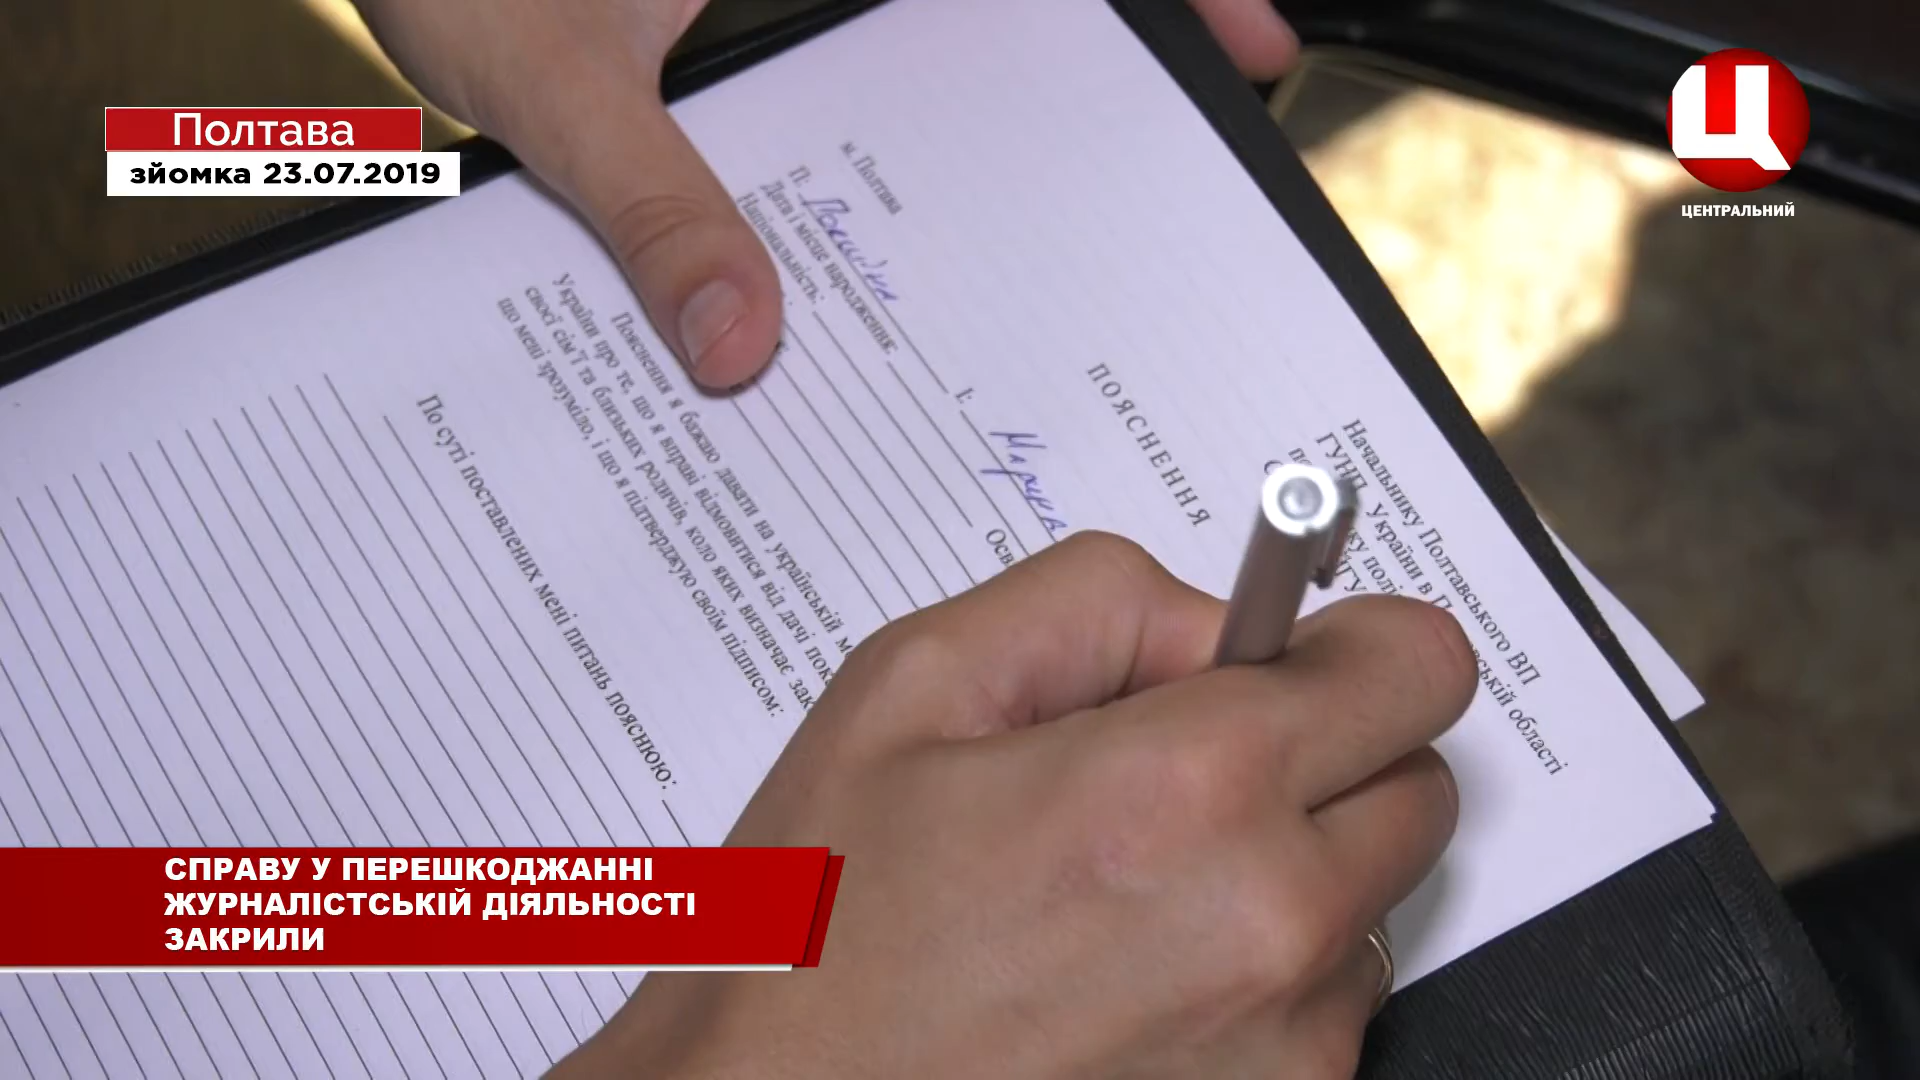 Полтава
зйомка 23.07.2019
Ц
ЦЕНТРАЛЬНИЙ
Начальнику Полтавського ВП
ГУНП України в
області
ПОЯСНЕННЯ
м. Полтава
П: І: Марина
Дата і місце народження:
Національність:
Пояснення я бажаю давати на українській
України про те, що я вправі відмовитися від дачі
своєї сім'ї та близьких родичів, коло яких визначає
що мені зрозуміло, і що я підтверджую своїм підписом:
По суті поставлених мені питань поясню:
СПРАВУ У ПЕРЕШКОДЖАННІ
ЖУРНАЛІСТСЬКІЙ ДІЯЛЬНОСТІ
ЗАКРИЛИ